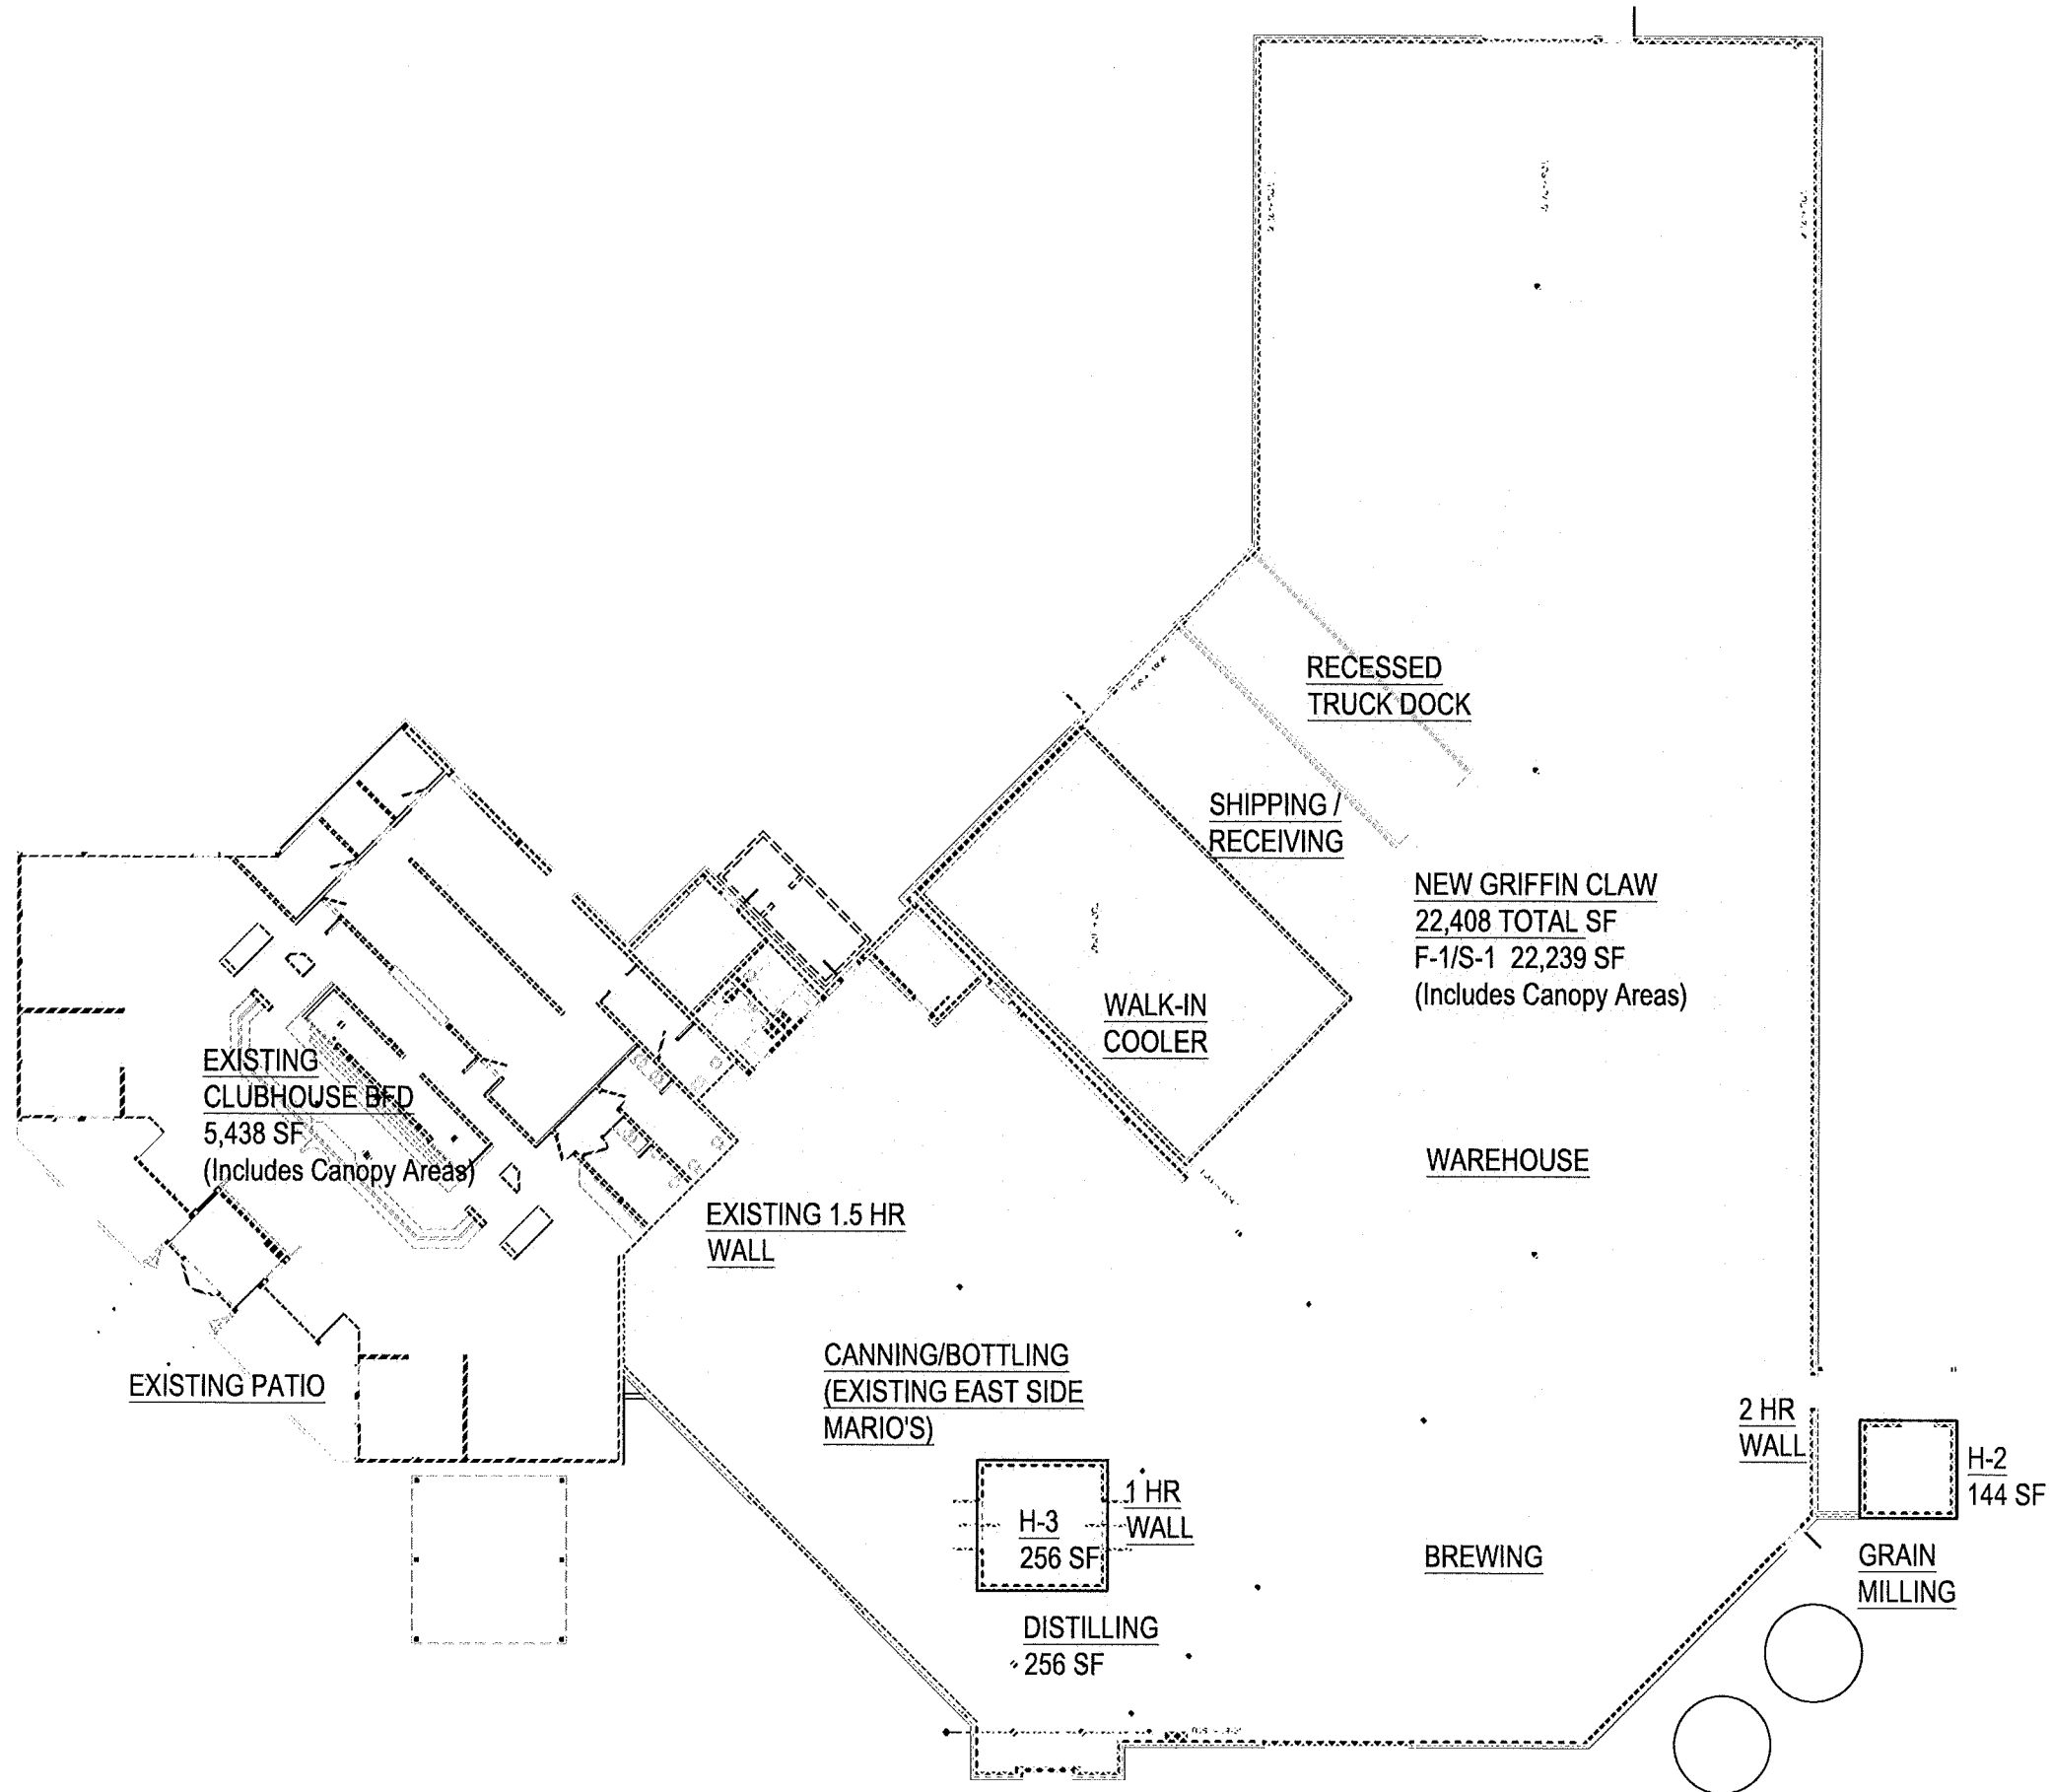 RECESSED
TRUCK DOCK
SHIPPING /
RECEIVING
NEW GRIFFIN CLAW
22,408 TOTAL SF
F-1/S-1 22,239 SF
(Includes Canopy Areas)
WALK-IN
COOLER
EXISTING
CLUBHOUSE BFD
5,438 SF
(Includes Canopy Areas)
WAREHOUSE
EXISTING 1.5 HR
WALL
EXISTING PATIO
CANNING/BOTTLING
(EXISTING EAST SIDE
MARIO'S)
2 HR
WALL
H-2
144 SF
1 HR
WALL
H-3
256 SF
BREWING
GRAIN
MILLING
DISTILLING
256 SF